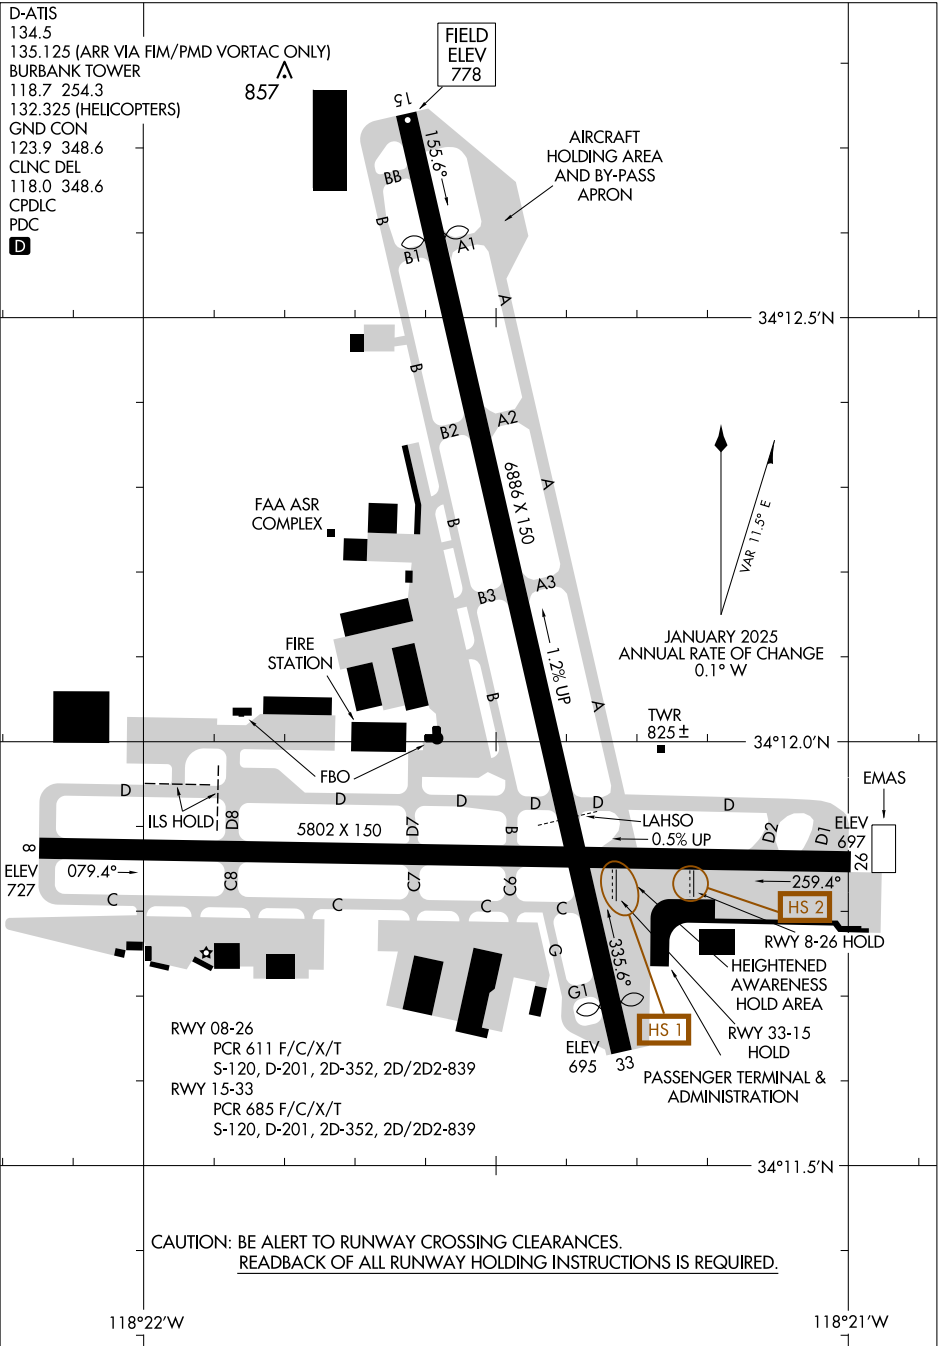 D-ATIS
134.5
135.125 (ARR VIA FIM/PMD VORTAC ONLY)
BURBANK TOWER
118.7 254.3
132.325 (HELICOPTERS)
GND CON
123.9 348.6
CLNC DEL
118.0 348.6
CPDLC
PDC
D
857
FIELD
ELEV
778
15
155.6°
AIRCRAFT
HOLDING AREA
AND BY-PASS
APRON
BB
B
B1
A1
A
34°12.5'N
B
B2
A2
6886 X 150
A
VAR 11.5° E
FAA ASR
COMPLEX
B
B3
A3
JANUARY 2025
ANNUAL RATE OF CHANGE
0.1° W
1.2% UP
FIRE
STATION
B
A
TWR
825±
34°12.0'N
FBO
EMAS
D
D
D
D
D
D
ILS HOLD
D8
5802 X 150
D7
B
LAHSO
0.5% UP
D2
D1
ELEV
697
8
26
ELEV
727
079.4°
C8
C7
C6
259.4°
HS 2
C
C
C
C
RWY 8-26 HOLD
G
335.6°
HEIGHTENED
AWARENESS
HOLD AREA
G1
HS 1
RWY 33-15
HOLD
ELEV
695
33
PASSENGER TERMINAL &
ADMINISTRATION
RWY 08-26
PCR 611 F/C/X/T
S-120, D-201, 2D-352, 2D/2D2-839
RWY 15-33
PCR 685 F/C/X/T
S-120, D-201, 2D-352, 2D/2D2-839
34°11.5'N
CAUTION: BE ALERT TO RUNWAY CROSSING CLEARANCES.
READBACK OF ALL RUNWAY HOLDING INSTRUCTIONS IS REQUIRED.
118°22'W
118°21'W